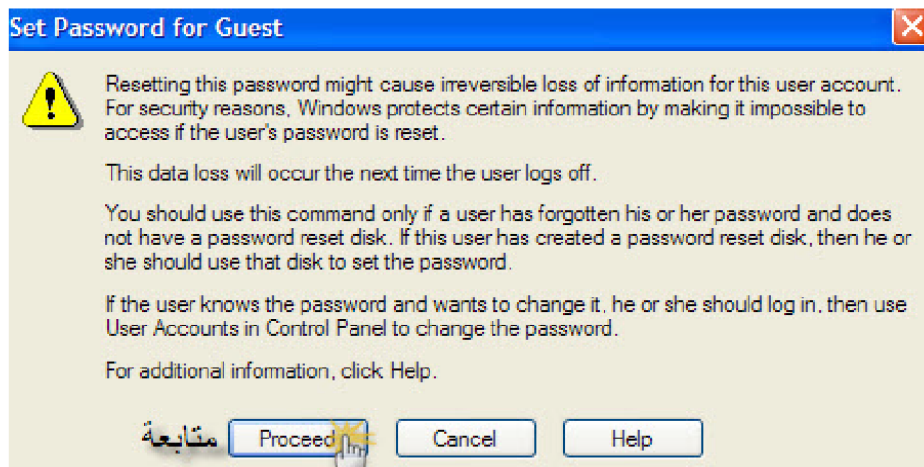 Set Password for Guest
Resetting this password might cause irreversible loss of information for this user account.
For security reasons, Windows protects certain information by making it impossible to
access if the user's password is reset.
This data loss will occur the next time the user logs off.
You should use this command only if a user has forgotten his or her password and does
not have a password reset disk. If this user has created a password reset disk, then he or
she should use that disk to set the password.
If the user knows the password and wants to change it, he or she should log in, then use
User Accounts in Control Panel to change the password.
For additional information, click Help.
متابعة Proceed Cancel Help